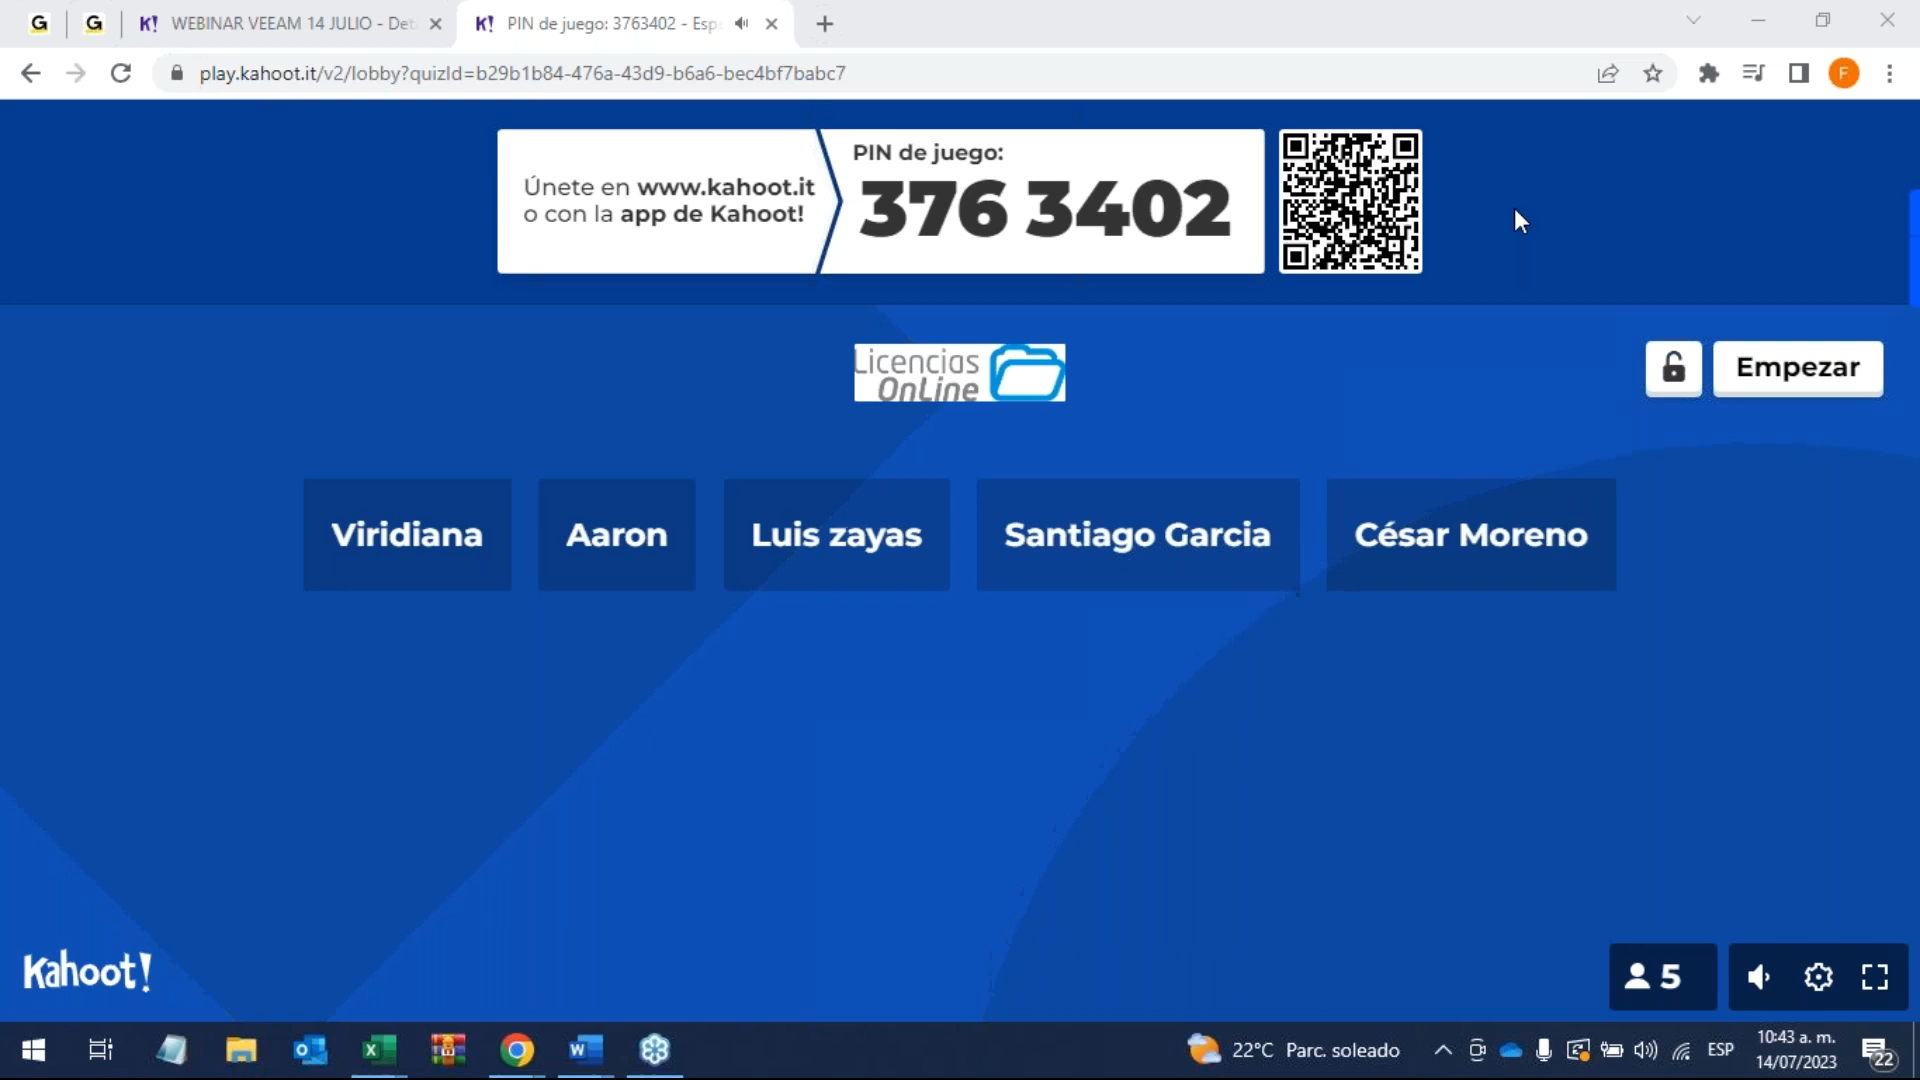 G
G
K! WEBINAR VEEAM 14 JULIO - Det
K! PIN de juego: 3763402 - Esp
play.kahoot.it/v2/lobby?quizId=b29b1b84-476a-43d9-b6a6-bec4bf7babc7
F
Únete en www.kahoot.it
o con la app de Kahoot!
PIN de juego:
376 3402
Licencias
OnLine
Empezar
Viridiana
Aaron
Luis zayas
Santiago Garcia
César Moreno
Kahoot!
5
22°C Parc. soleado
ESP
10:43 a. m.
14/07/2023
22